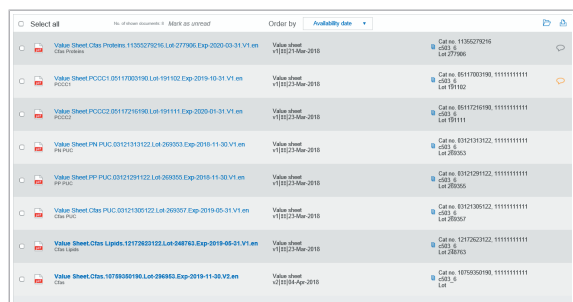 Select all No. of shown documents: 8 Mark as unread Order by Availability date
Value Sheet.Cfas Proteins.11355279216.Lot-277906.Exp-2020-03-31.V1.en
Cfas Proteins
Value sheet
v1|††|21-Mar-2018
Cat no. 11355279216
c503_6
Lot 277906
Value Sheet.PCCC1.05117003190.Lot-191102.Exp-2019-10-31.V1.en
PCCC1
Value sheet
v1|††|23-Mar-2018
Cat no. 05117003190, 11111111111
c503_6
Lot 191102
Value Sheet.PCCC2.05117216190.Lot-191111.Exp-2020-01-31.V1.en
PCCC2
Value sheet
v1|††|23-Mar-2018
Cat no. 05117216190, 11111111111
c503_6
Lot 191111
Value Sheet.PN PUC.03121313122.Lot-269353.Exp-2018-11-30.V1.en
PN PUC
Value sheet
v1|††|23-Mar-2018
Cat no. 03121313122, 11111111111
c503_6
Lot 269353
Value Sheet.PP PUC.03121291122.Lot-269355.Exp-2018-11-30.V1.en
PP PUC
Value sheet
v1|††|23-Mar-2018
Cat no. 03121291122, 11111111111
c503_6
Lot 269355
Value Sheet.Cfas PUC.03121305122.Lot-269357.Exp-2019-05-31.V1.en
Cfas PUC
Value sheet
v1|††|23-Mar-2018
Cat no. 03121305122, 11111111111
c503_6
Lot 269357
Value Sheet.Cfas Lipids.12172623122.Lot-248763.Exp-2019-05-31.V1.en
Cfas Lipids
Value sheet
v1|††|23-Mar-2018
Cat no. 12172623122, 11111111111
c503_6
Lot 248763
Value Sheet.Cfas.10759350190.Lot-296953.Exp-2019-11-30.V2.en
Cfas
Value sheet
v2|††|04-Apr-2018
Cat no. 10759350190, 11111111111
c503_6
Lot